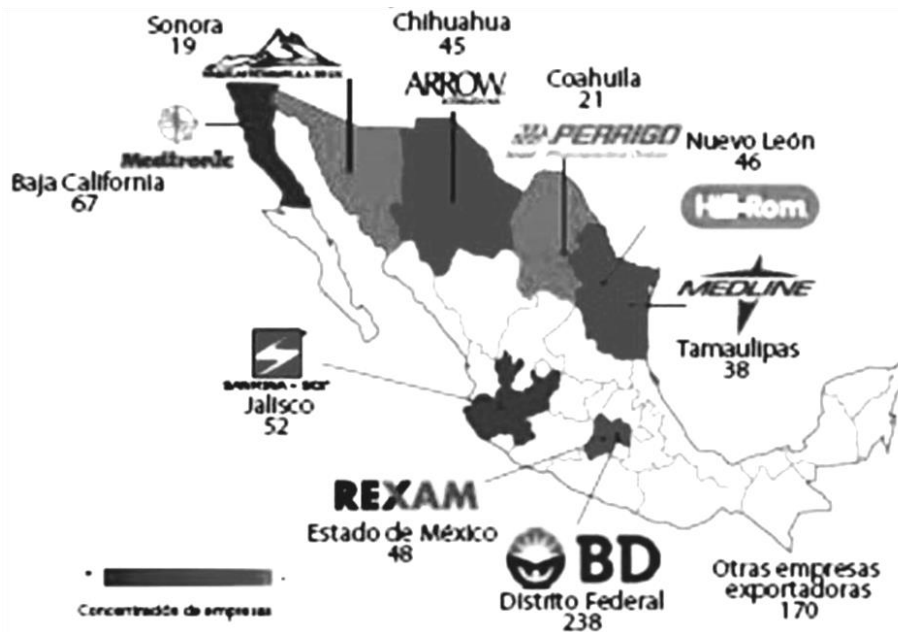 Sonora
19
Chihuahua
45
ARROW
Coahuila
21
PERRIGO
Nuevo León
46
Hill-Rom
Medtronic
Baja California
67
MEDLINE
Tamaulipas
38
Jalisco
52
REXAM
Estado de México
48
BD
Distrito Federal
238
Otras empresas
exportadoras
170
Concentración de empresas